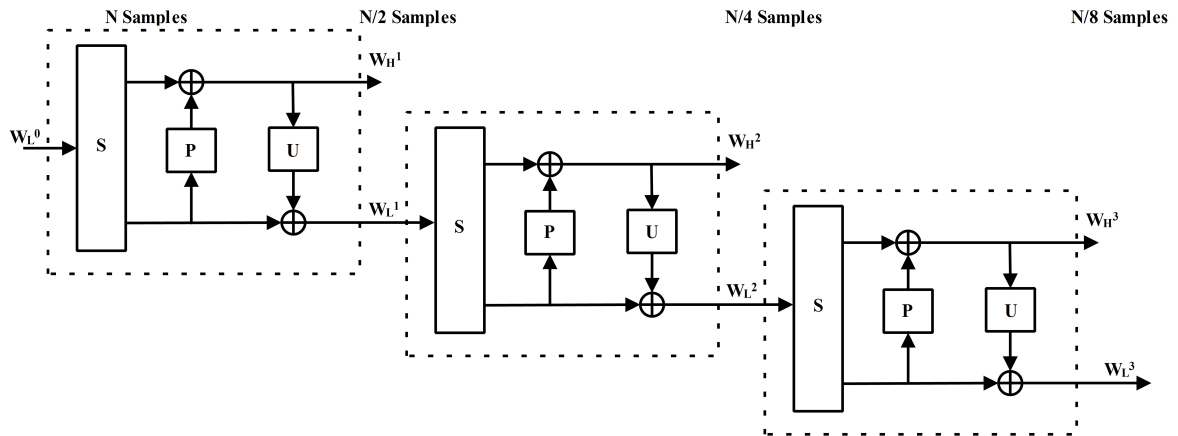 N Samples
N/2 Samples
N/4 Samples
N/8 Samples
W_H^1
W_L^0
S
P
U
W_L^1
W_H^2
S
P
U
W_L^2
W_H^3
S
P
U
W_L^3